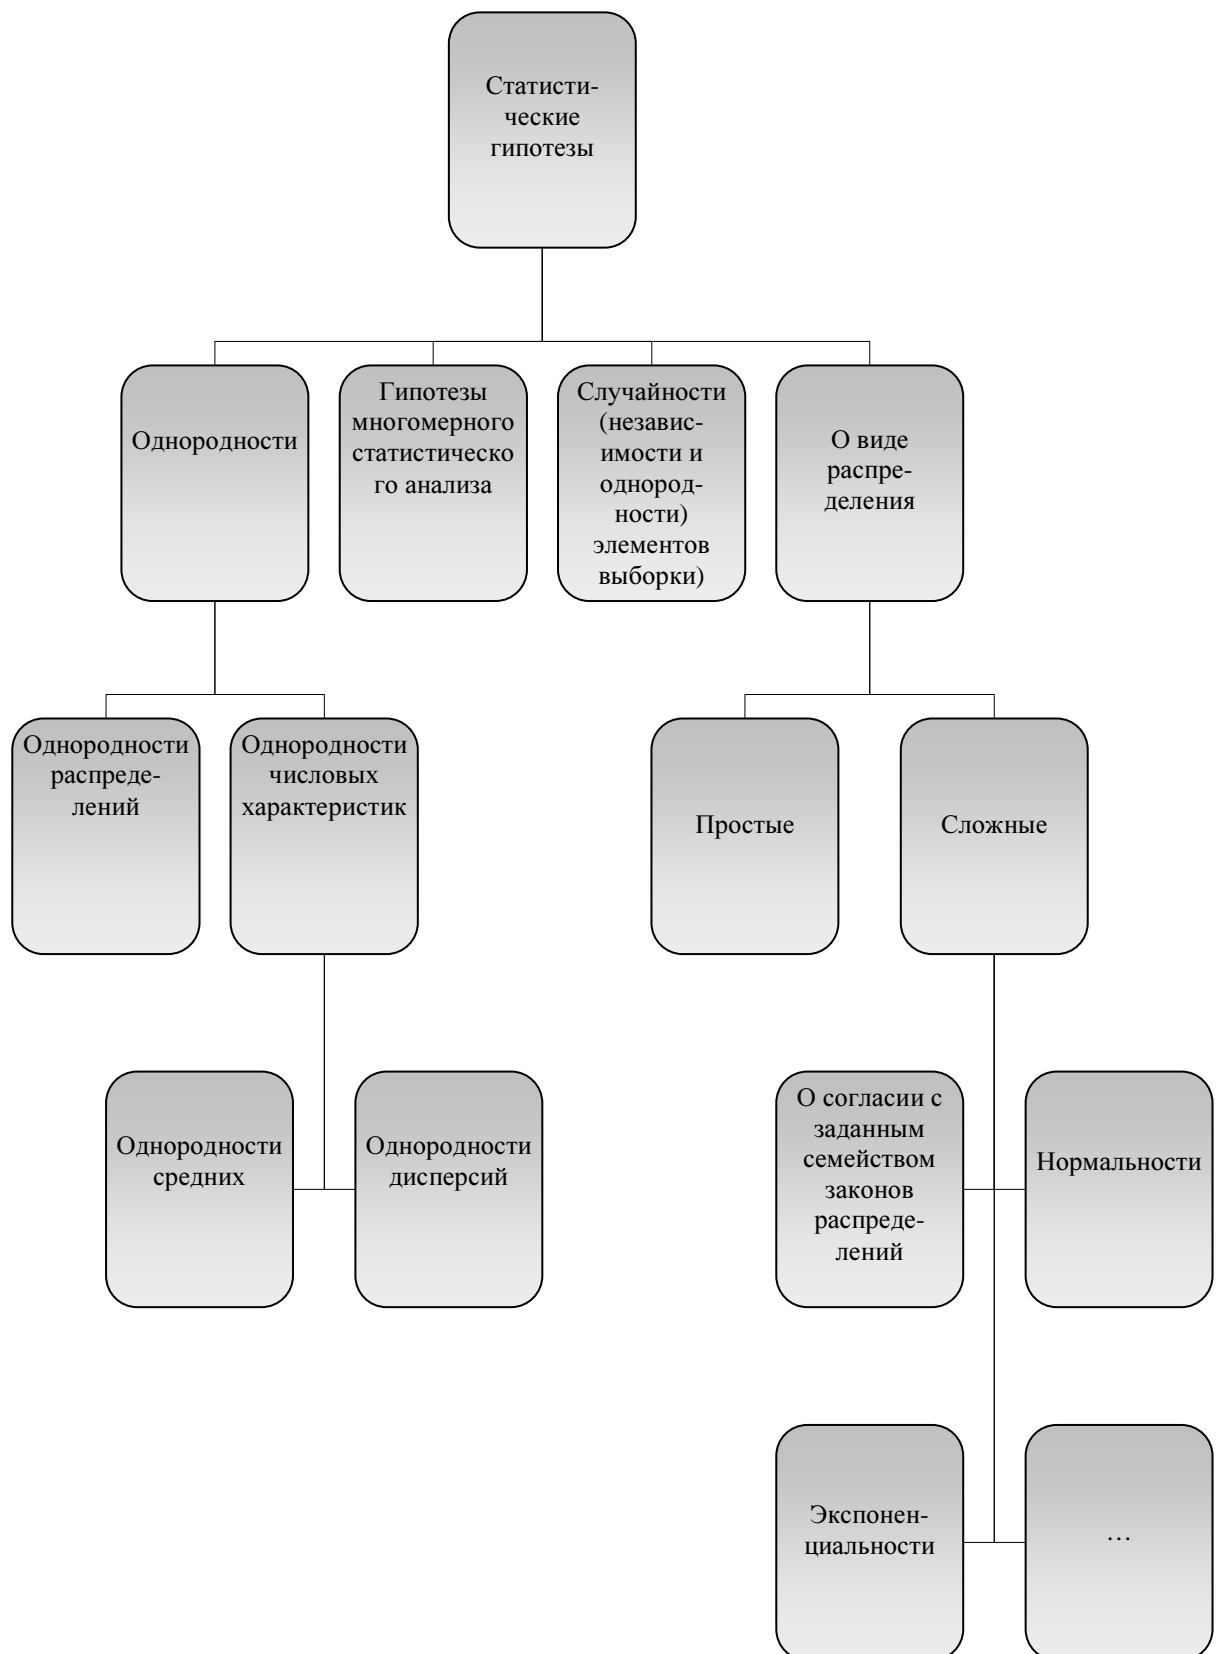 Статисти-
ческие
гипотезы
Однородности
Гипотезы
многомерного
статистическо
го анализа
Случайности
(независ-
имости и
однород-
ности)
элементов
выборки)
О виде
распре-
деления
Однородности
распреде-
лений
Однородности
числовых
характеристик
Простые
Сложные
Однородности
средних
Однородности
дисперсий
О согласии с
заданным
семейством
законов
распреде-
лений
Нормальности
Экспонен-
циальности
…